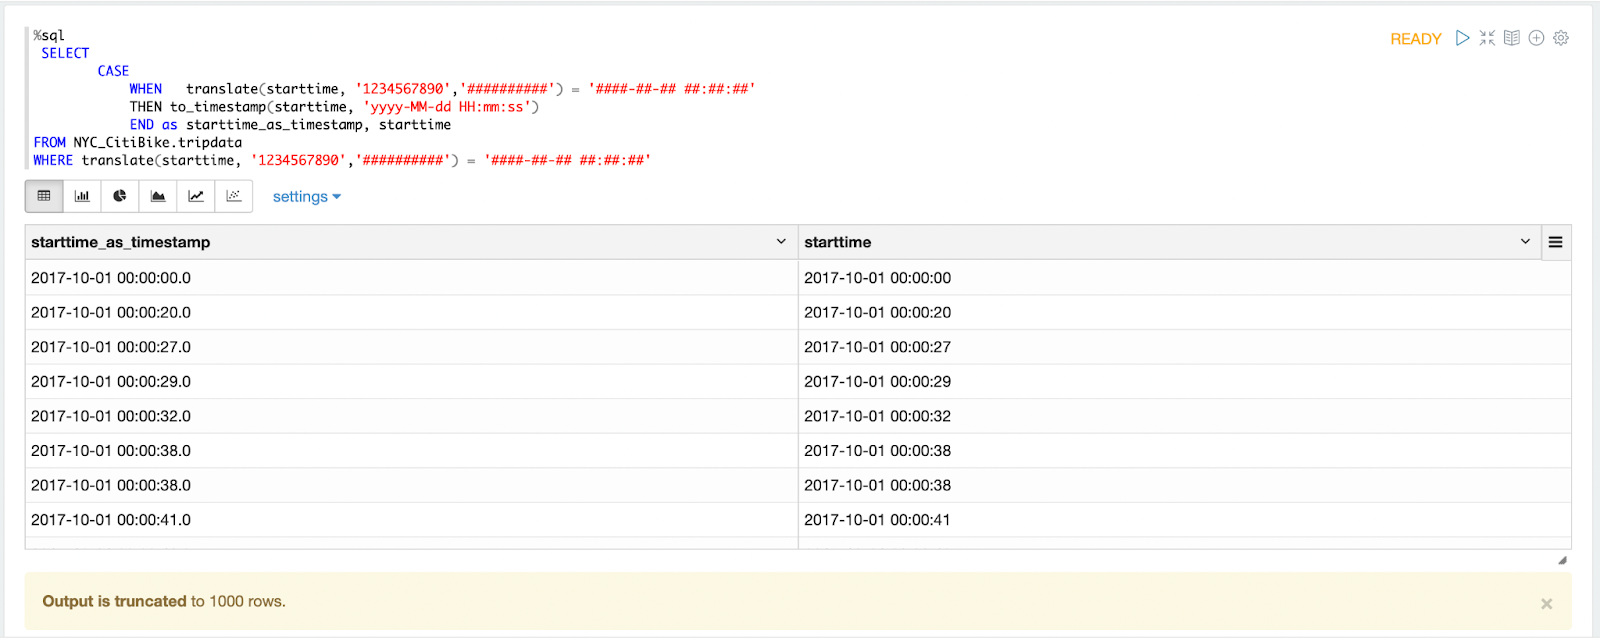 %sql
READY
SELECT
CASE
WHEN translate(starttime, '1234567890','##########') = '####-##-## ##:##:##'
THEN to_timestamp(starttime, 'yyyy-MM-dd HH:mm:ss')
END as starttime_as_timestamp, starttime
FROM NYC_CitiBike.tripdata
WHERE translate(starttime, '1234567890','##########') = '####-##-## ##:##:##'
settings
starttime_as_timestamp starttime
2017-10-01 00:00:00.0 2017-10-01 00:00:00
2017-10-01 00:00:20.0 2017-10-01 00:00:20
2017-10-01 00:00:27.0 2017-10-01 00:00:27
2017-10-01 00:00:29.0 2017-10-01 00:00:29
2017-10-01 00:00:32.0 2017-10-01 00:00:32
2017-10-01 00:00:38.0 2017-10-01 00:00:38
2017-10-01 00:00:38.0 2017-10-01 00:00:38
2017-10-01 00:00:41.0 2017-10-01 00:00:41
Output is truncated to 1000 rows.